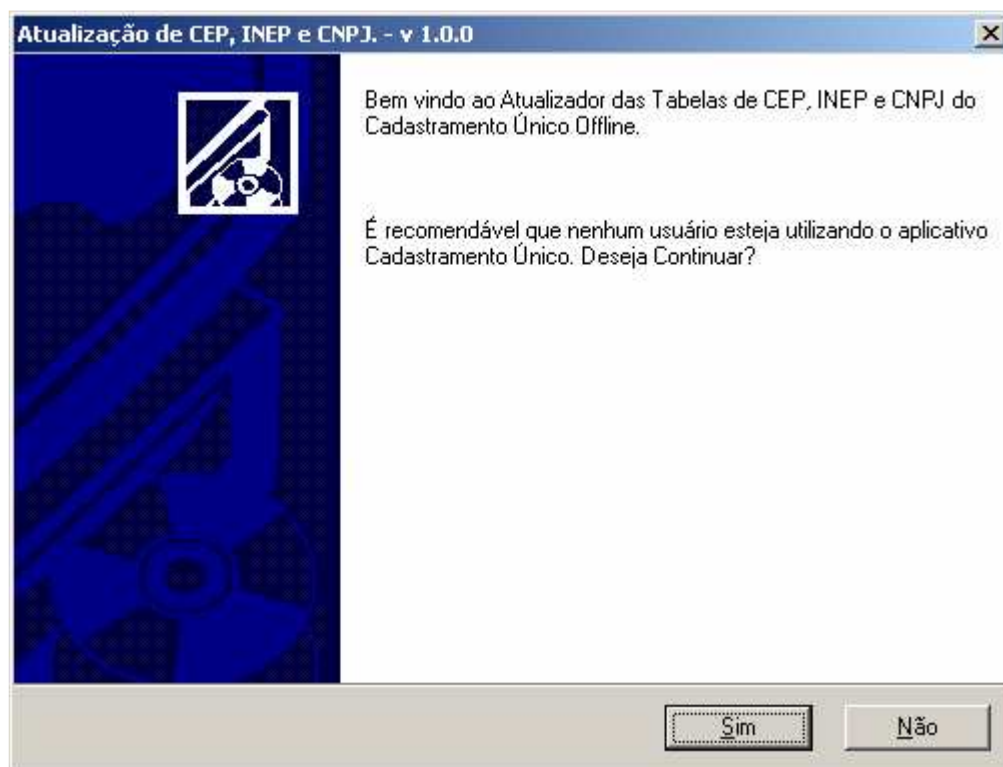 Atualização de CEP, INEP e CNPJ. - v 1.0.0
Bem vindo ao Atualizador das Tabelas de CEP, INEP e CNPJ do
Cadastramento Único Offline.
É recomendável que nenhum usuário esteja utilizando o aplicativo
Cadastramento Único. Deseja Continuar?
Sim
Não